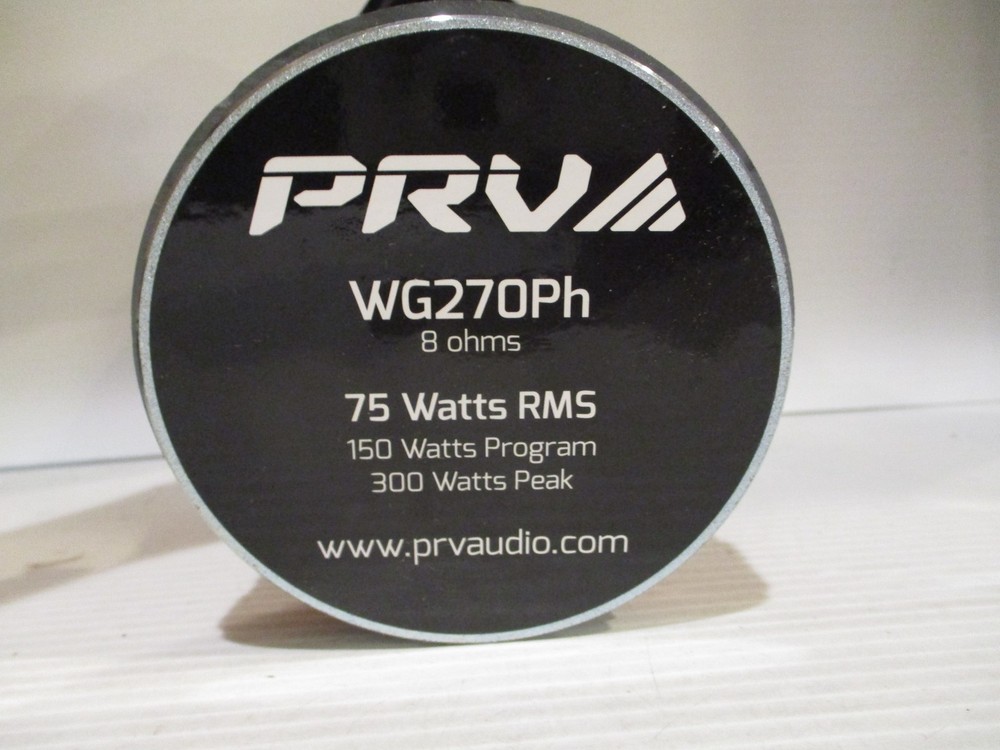 PRV
WG270Ph
8 ohms
75 Watts RMS
150 Watts Program
300 Watts Peak
www.prvaudio.com